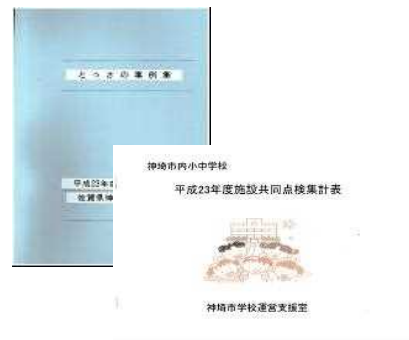 とっさの事例集
平成23年
佐賀県神
神埼市内小中学校
平成23年度施設共同点検集計表
神埼市学校運営支援室